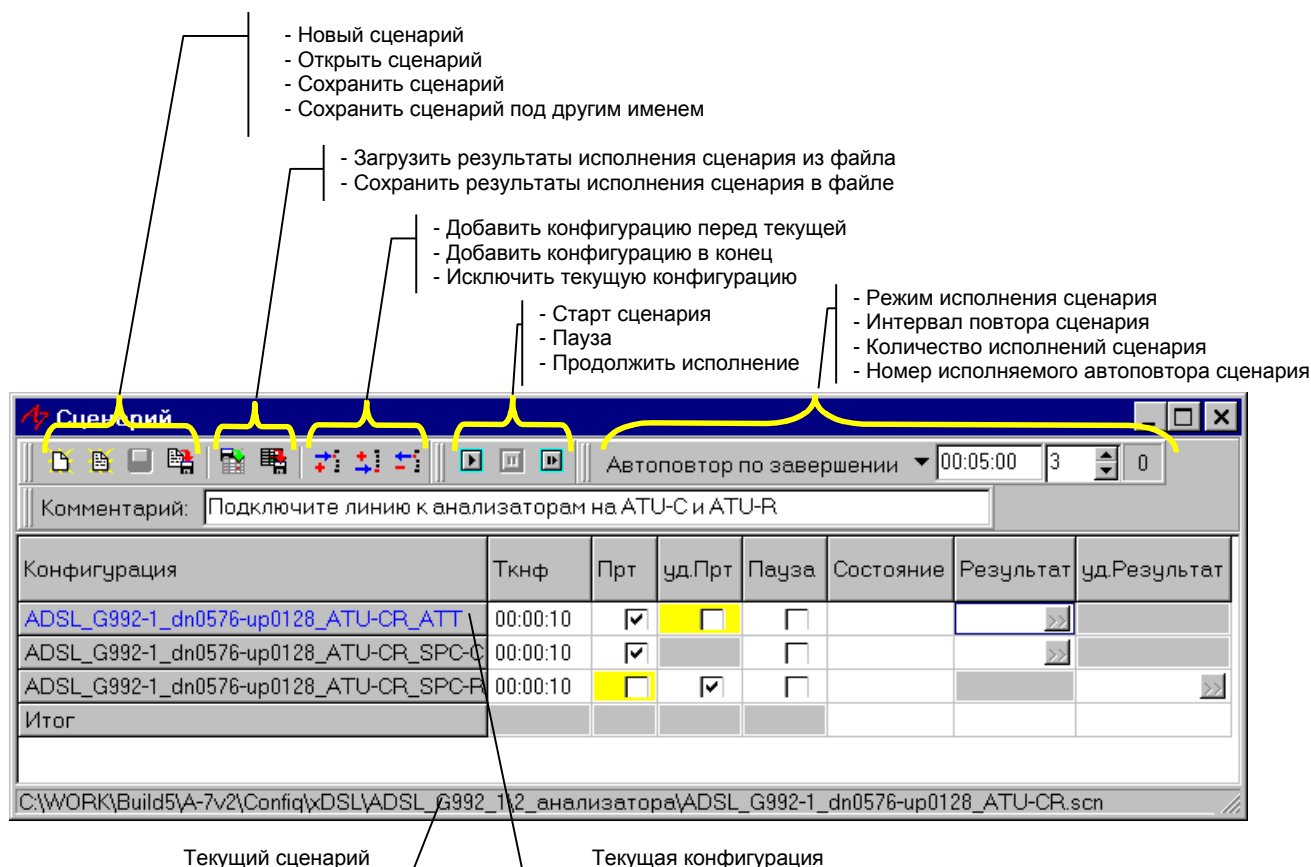 - Новый сценарий
- Открыть сценарий
- Сохранить сценарий
- Сохранить сценарий под другим именем
- Загрузить результаты исполнения сценария из файла
- Сохранить результаты исполнения сценария в файле
- Добавить конфигурацию перед текущей
- Добавить конфигурацию в конец
- Исключить текущую конфигурацию
- Старт сценария
- Пауза
- Продолжить исполнение
- Режим исполнения сценария
- Интервал повтора сценария
- Количество исполнений сценария
- Номер исполняемого автоповтора сценария
Сценарий
Автоповтор по завершении 00:05:00 3 0
Комментарий: Подключите линию к анализаторам на ATU-C и ATU-R
Конфигурация Ткнф Прт уд.Прт Пауза Состояние Результат уд.Результат
ADSL_G992-1_dn0576-up0128_ATU-CR_ATT 00:00:10 >>
ADSL_G992-1_dn0576-up0128_ATU-CR_SPC-C 00:00:10 >>
ADSL_G992-1_dn0576-up0128_ATU-CR_SPC-R 00:00:10 >>
Итог
C:\WORK\Build5\A-7v2\Config\xDSL\ADSL_G992_1\2_анализатора\ADSL_G992-1_dn0576-up0128_ATU-CR.scn
Текущий сценарий Текущая конфигурация